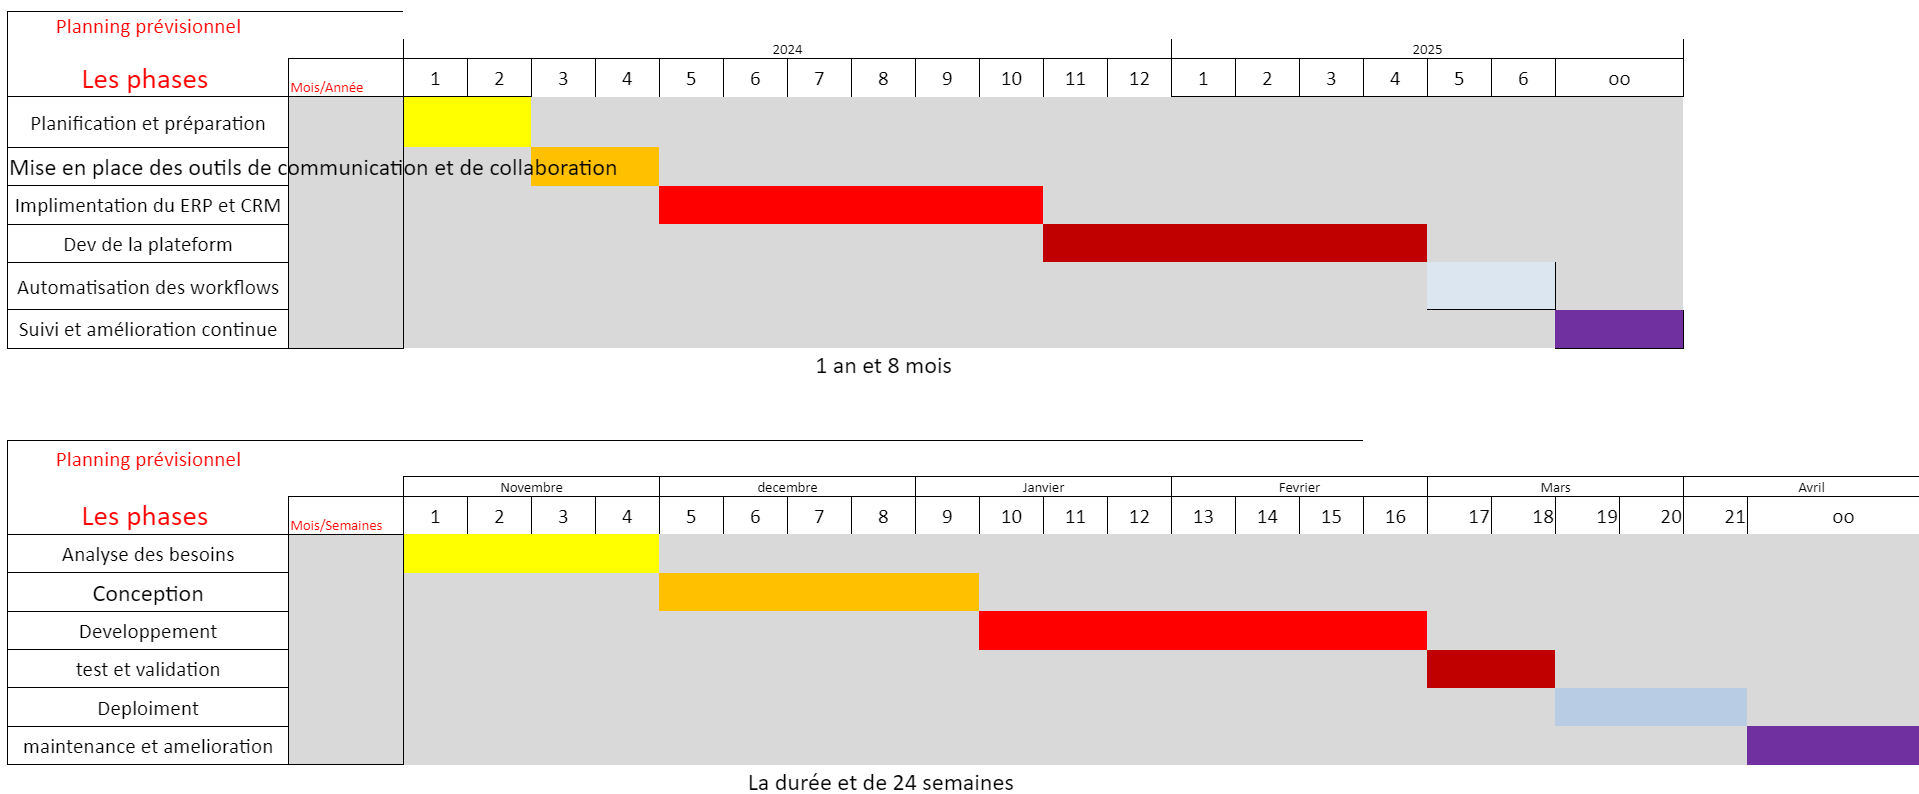 Planning prévisionnel
2024 2025
Les phases Mois/Année 1 2 3 4 5 6 7 8 9 10 11 12 1 2 3 4 5 6 oo
Planification et préparation
Mise en place des outils de communication et de collaboration
Implimentation du ERP et CRM
Dev de la plateform
Automatisation des workflows
Suivi et amélioration continue
1 an et 8 mois
Planning prévisionnel
Novembre decembre Janvier Fevrier Mars Avril
Les phases Mois/Semaines 1 2 3 4 5 6 7 8 9 10 11 12 13 14 15 16 17 18 19 20 21 oo
Analyse des besoins
Conception
Developpement
test et validation
Deploiment
maintenance et amelioration
La durée et de 24 semaines